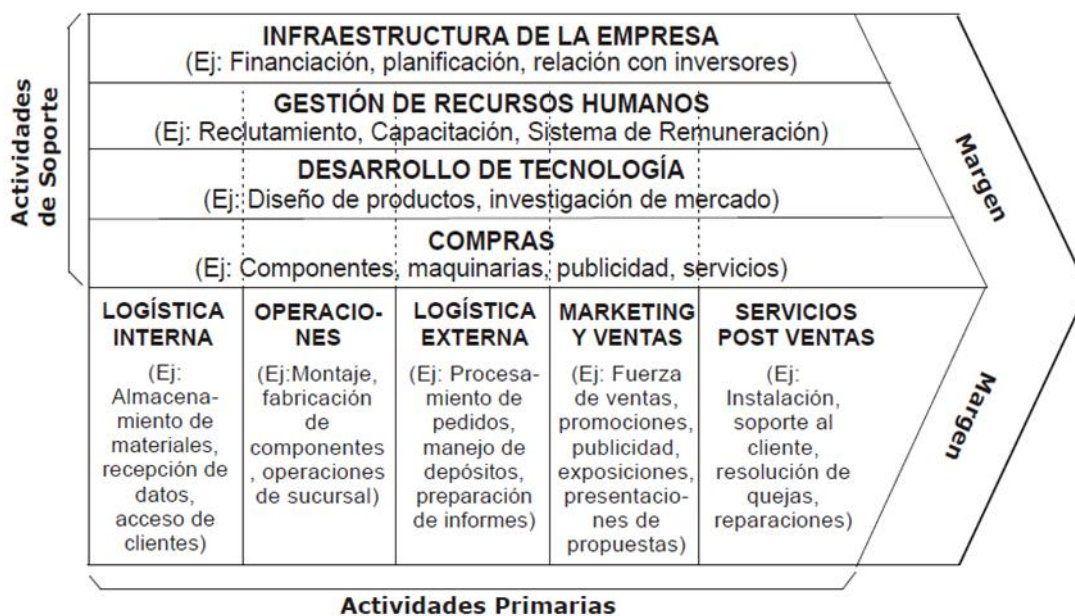 Actividades
de Soporte
INFRAESTRUCTURA DE LA EMPRESA
(Ej: Financiación, planificación, relación con inversores)
GESTIÓN DE RECURSOS HUMANOS
(Ej: Reclutamiento, Capacitación, Sistema de Remuneración)
DESARROLLO DE TECNOLOGÍA
(Ej: Diseño de productos, investigación de mercado)
COMPRAS
(Ej: Componentes, maquinarias, publicidad, servicios)
Margen
LOGÍSTICA
INTERNA
(Ej:
Almacena-
miento de
materiales,
recepción de
datos,
acceso de
clientes)
OPERACIO-
NES
(Ej:Montaje,
fabricación
de
componentes
, operaciones
de sucursal)
LOGÍSTICA
EXTERNA
(Ej: Procesa-
miento de
pedidos,
manejo de
depósitos,
preparación
de informes)
MARKETING
Y VENTAS
(Ej: Fuerza
de ventas,
promociones,
publicidad,
exposiciones,
presentacio-
nes de
propuestas)
SERVICIOS
POST VENTAS
(Ej:
Instalación,
soporte al
cliente,
resolución de
quejas,
reparaciones)
Margen
Actividades Primarias